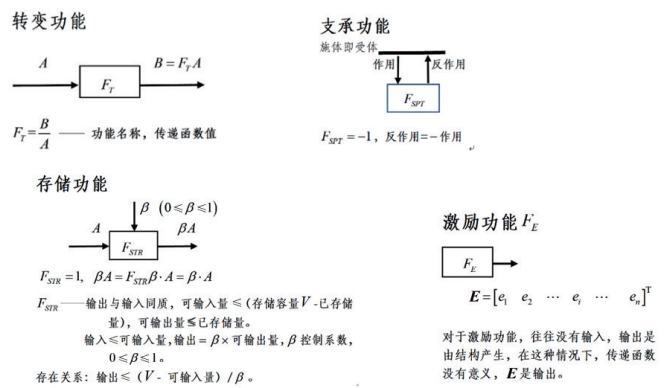 转变功能
A
B = F_T A
F_T
F_T = B/A —— 功能名称，传递函数值
支承功能
施体即受体
作用
反作用
F_SPT
F_SPT = −1，反作用=−作用
存储功能
β (0≤β≤1)
A
βA
F_STR
F_STR = 1, βA = F_STR β·A = β·A
F_STR ——输出与输入同质，可输入量≤(存储容量V-已存储
量)，可输出量≦已存储量。
输入≤可输入量,输出=β×可输出量,β控制系数，
0≤β≤1。
存在关系：输出≤(V - 可输入量)/β。
激励功能 F_E
F_E
E = [e_1 e_2 ⋯ e_i ⋯ e_n]^T
对于激励功能，往往没有输入，输出是
由结构产生，在这种情况下，传递函数
没有意义，E是输出。